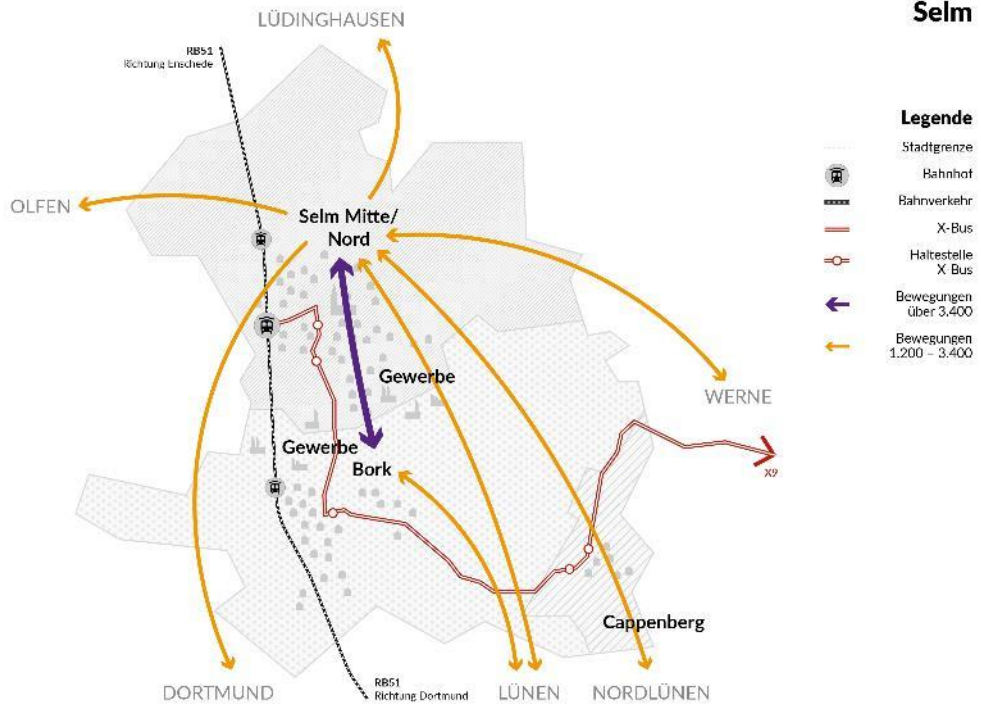 Selm
LÜDINGHAUSEN
RB51
Richtung Enschede
OLFEN
Selm Mitte/
Nord
Gewerbe
WERNE
Gewerbe
Bork
X9
Cappenberg
DORTMUND
RB51
Richtung Dortmund
LÜNEN
NORDLÜNEN
Legende
Stadtgrenze
Bahnhof
Bahnverkehr
X-Bus
Haltestelle
X-Bus
Bewegungen
über 3.400
Bewegungen
1.200 – 3.400